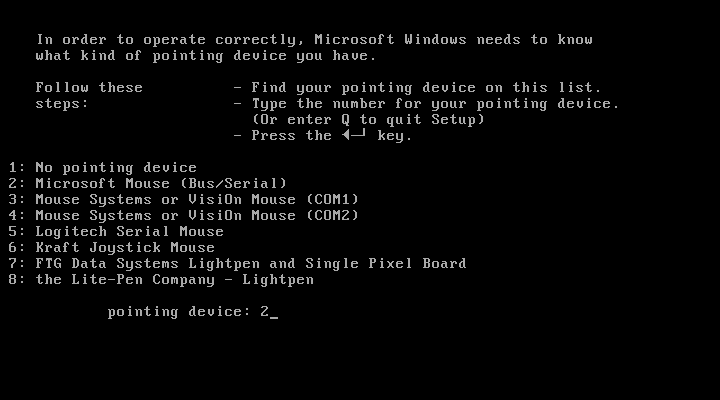 In order to operate correctly, Microsoft Windows needs to know
what kind of pointing device you have.
Follow these - Find your pointing device on this list.
steps: - Type the number for your pointing device.
(Or enter Q to quit Setup)
- Press the ◄─┘ key.
1: No pointing device
2: Microsoft Mouse (Bus/Serial)
3: Mouse Systems or VisiOn Mouse (COM1)
4: Mouse Systems or VisiOn Mouse (COM2)
5: Logitech Serial Mouse
6: Kraft Joystick Mouse
7: FTG Data Systems Lightpen and Single Pixel Board
8: the Lite-Pen Company - Lightpen
pointing device: 2_